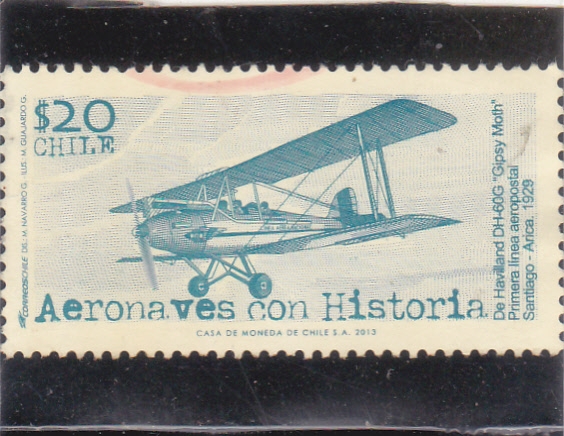 $20
CHILE
CORREOSCHILE DIS. M. NAVARRO G. ILUS. M. GUAJARDO G.
De Havilland DH-60G "Gipsy Moth"
Primera línea aeropostal
Santiago - Arica. 1929
Aeronaves con Historia
CASA DE MONEDA DE CHILE S.A. 2013